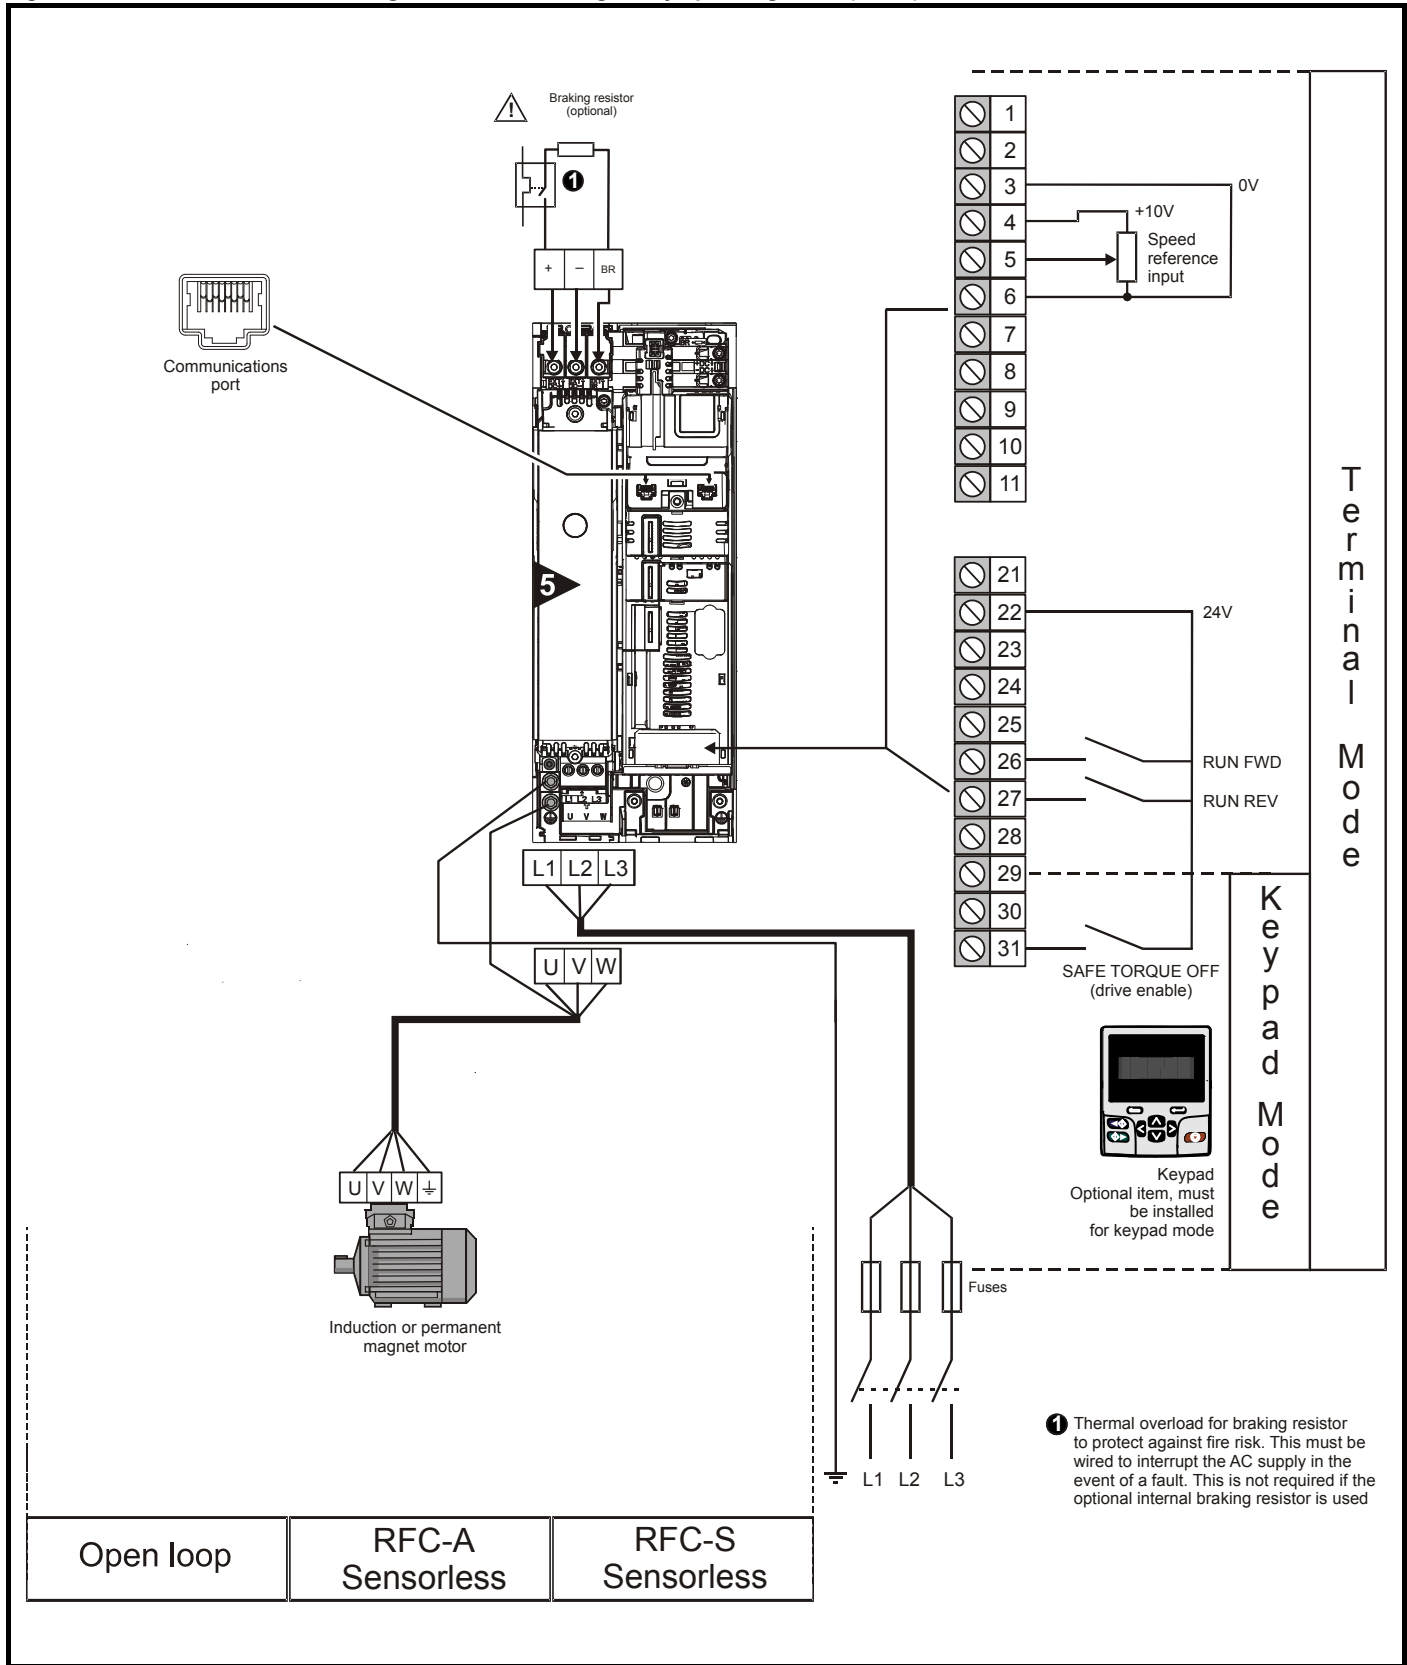 Braking resistor
(optional)
!
1
+ – BR
Communications
port
5
L1 L2 L3
U V W
L1 L2 L3
U V W
U V W
Induction or permanent
magnet motor
1
2
3
4
5
6
7
8
9
10
11
0V
+10V
Speed
reference
input
21
22
23
24
25
26
27
28
29
30
31
24V
RUN FWD
RUN REV
SAFE TORQUE OFF
(drive enable)
Keypad
Optional item, must
be installed
for keypad mode
Terminal Mode
Keypad Mode
Fuses
L1 L2 L3
1 Thermal overload for braking resistor
to protect against fire risk. This must be
wired to interrupt the AC supply in the
event of a fault. This is not required if the
optional internal braking resistor is used
Open loop
RFC-A
Sensorless
RFC-S
Sensorless